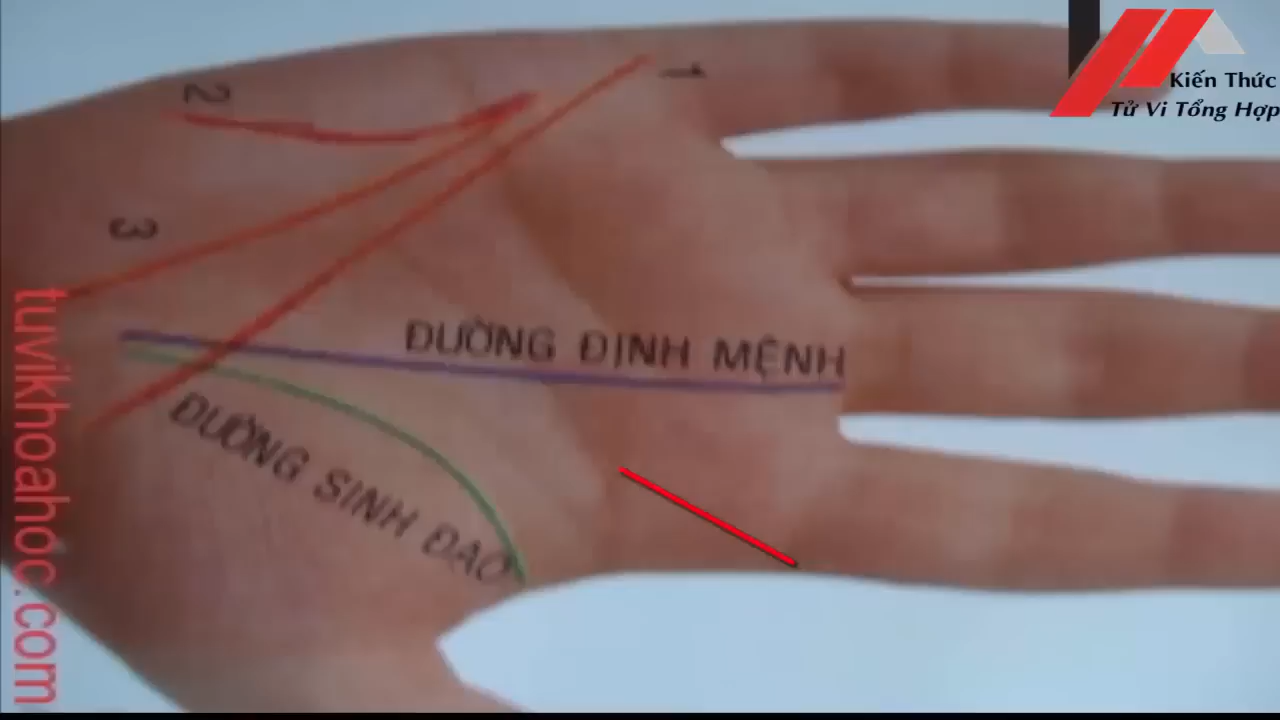 Kiến Thức
Tử Vi Tổng Hợp
1
2
3
ĐƯỜNG ĐỊNH MỆNH
ĐƯỜNG SINH ĐẠO
tuvikhoahoc.com